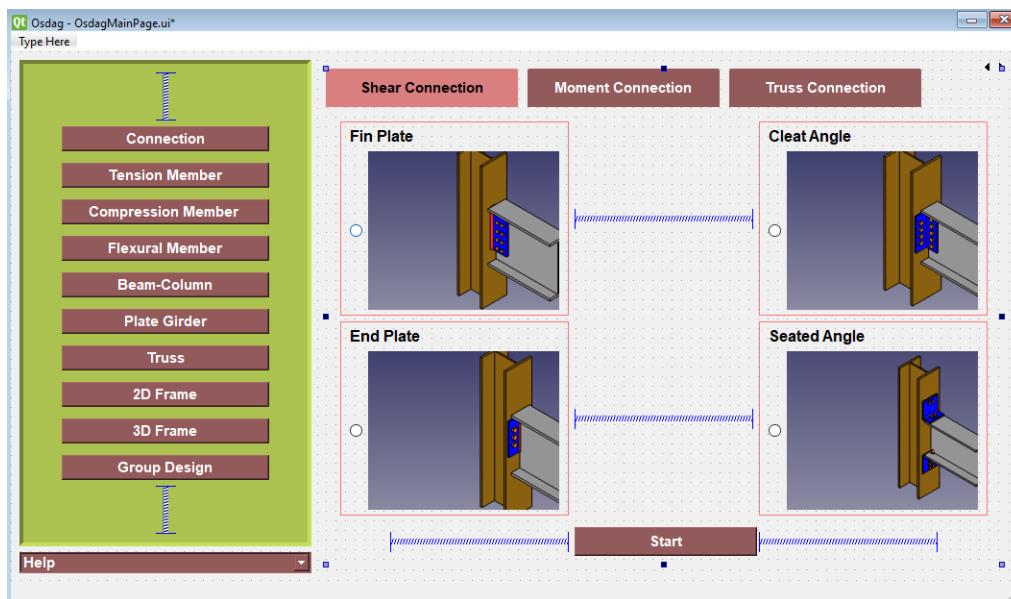 Qt Osdag - OsdagMainPage.ui*
Type Here
Connection
Tension Member
Compression Member
Flexural Member
Beam-Column
Plate Girder
Truss
2D Frame
3D Frame
Group Design
Help
Shear Connection Moment Connection Truss Connection
Fin Plate Cleat Angle
End Plate Seated Angle
Start